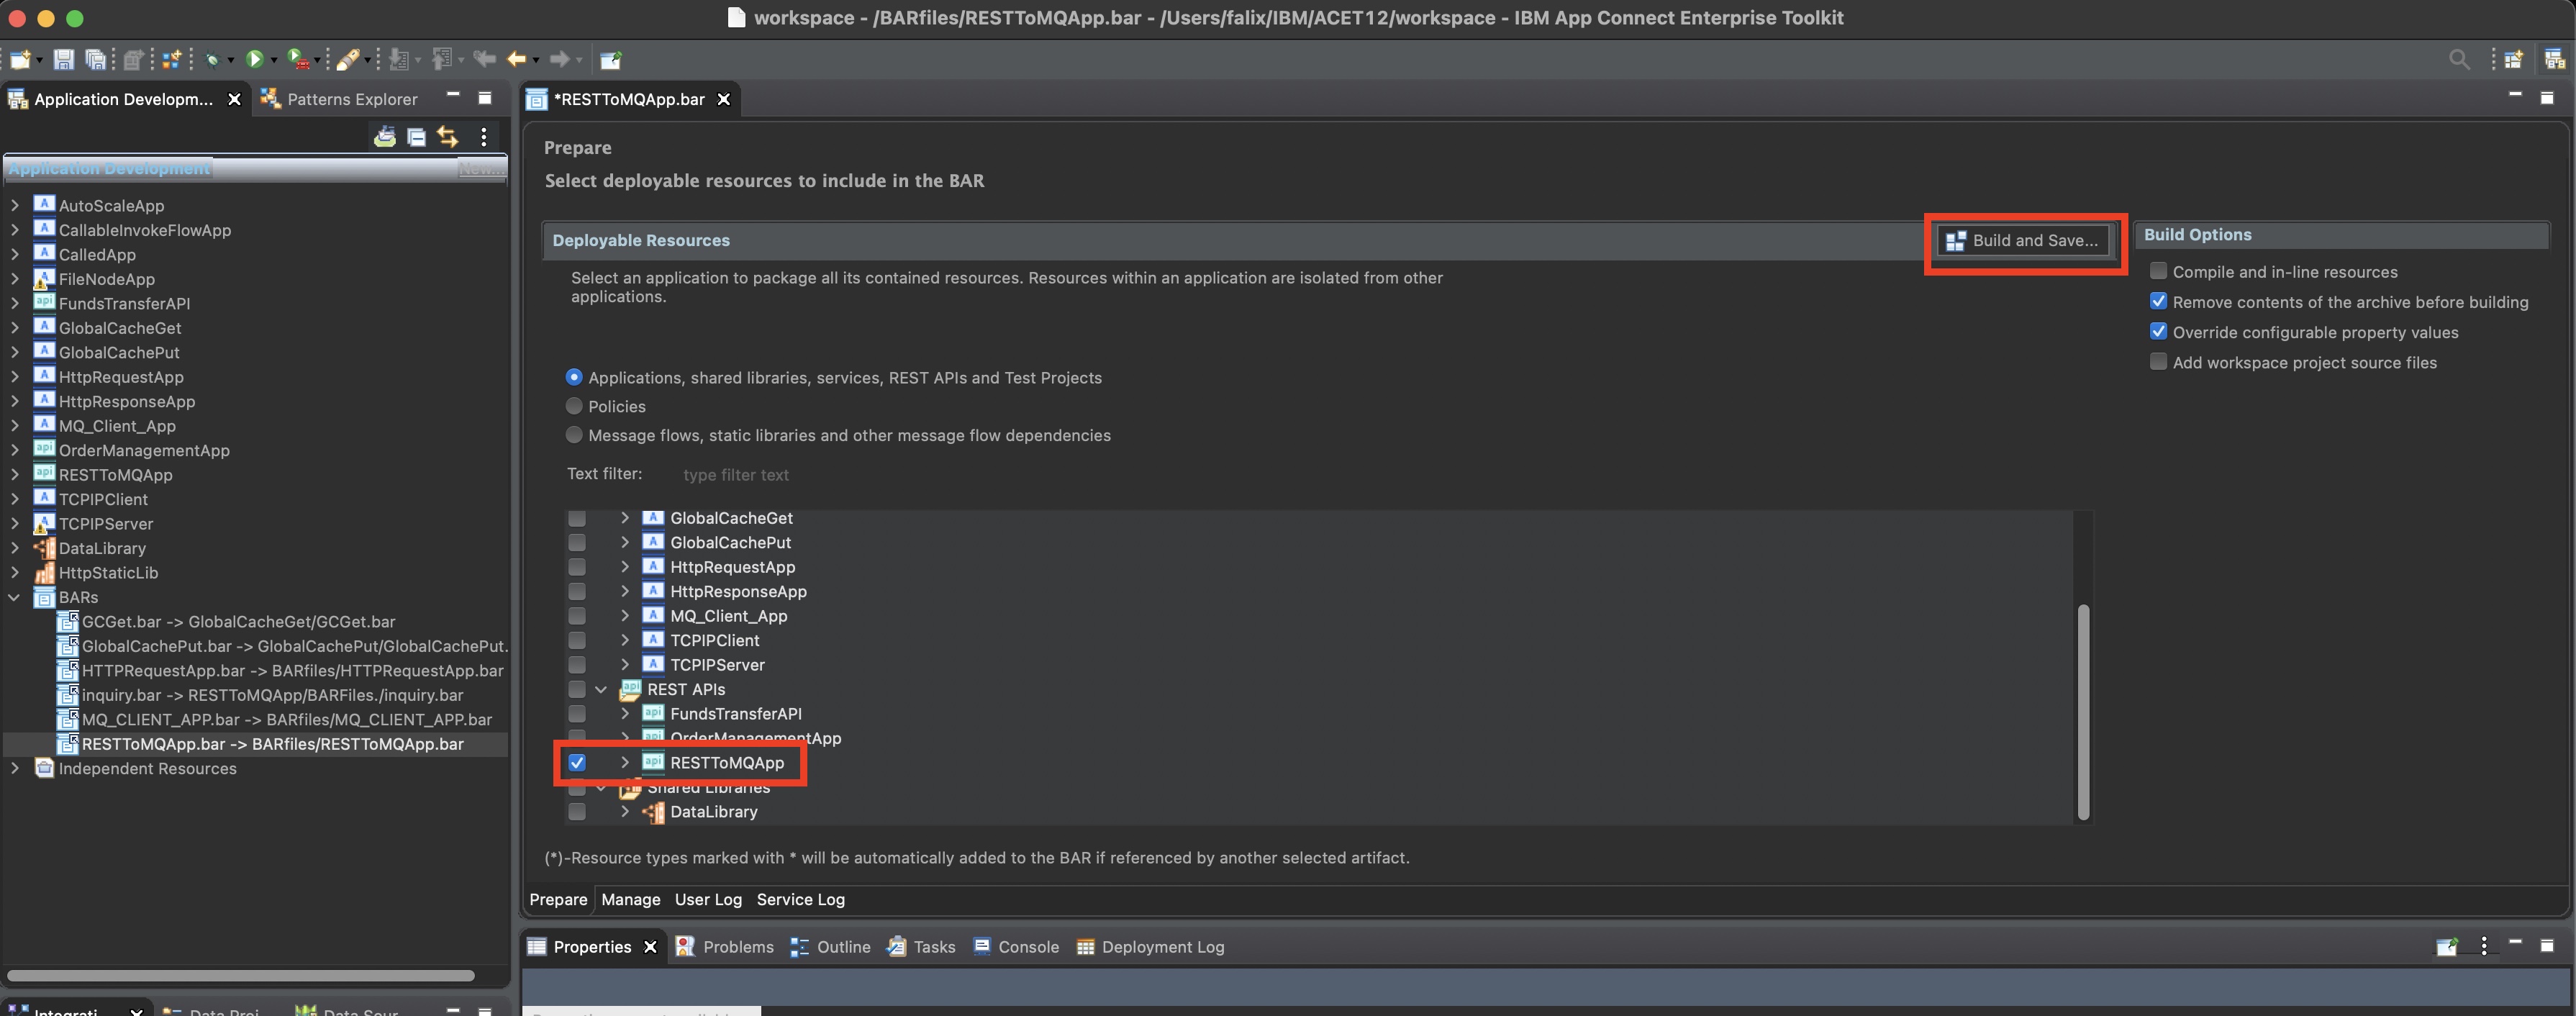 workspace - /BARfiles/RESTToMQApp.bar - /Users/falix/IBM/ACET12/workspace - IBM App Connect Enterprise Toolkit
Application Developm...
Patterns Explorer
Application Development
New...
AutoScaleApp
CallableInvokeFlowApp
CalledApp
FileNodeApp
FundsTransferAPI
GlobalCacheGet
GlobalCachePut
HttpRequestApp
HttpResponseApp
MQ_Client_App
OrderManagementApp
RESTToMQApp
TCPIPClient
TCPIPServer
DataLibrary
HttpStaticLib
BARs
GCGet.bar -> GlobalCacheGet/GCGet.bar
GlobalCachePut.bar -> GlobalCachePut/GlobalCachePut.
HTTPRequestApp.bar -> BARfiles/HTTPRequestApp.bar
inquiry.bar -> RESTToMQApp/BARFiles./inquiry.bar
MQ_CLIENT_APP.bar -> BARfiles/MQ_CLIENT_APP.bar
RESTToMQApp.bar -> BARfiles/RESTToMQApp.bar
Independent Resources
Integrati...
Data Proj...
Data Sour...
*RESTToMQApp.bar
Prepare
Select deployable resources to include in the BAR
Deployable Resources
Build and Save...
Select an application to package all its contained resources. Resources within an application are isolated from other
applications.
Applications, shared libraries, services, REST APIs and Test Projects
Policies
Message flows, static libraries and other message flow dependencies
Text filter:
type filter text
GlobalCacheGet
GlobalCachePut
HttpRequestApp
HttpResponseApp
MQ_Client_App
TCPIPClient
TCPIPServer
REST APIs
FundsTransferAPI
OrderManagementApp
RESTToMQApp
Shared Libraries
DataLibrary
(*)-Resource types marked with * will be automatically added to the BAR if referenced by another selected artifact.
Prepare
Manage
User Log
Service Log
Build Options
Compile and in-line resources
Remove contents of the archive before building
Override configurable property values
Add workspace project source files
Properties
Problems
Outline
Tasks
Console
Deployment Log